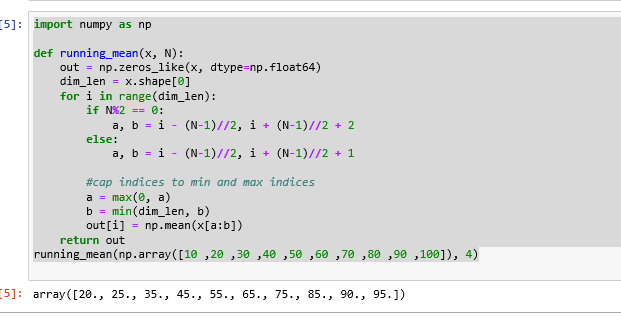 [5]: import numpy as np
def running_mean(x, N):
    out = np.zeros_like(x, dtype=np.float64)
    dim_len = x.shape[0]
    for i in range(dim_len):
        if N%2 == 0:
            a, b = i - (N-1)//2, i + (N-1)//2 + 2
        else:
            a, b = i - (N-1)//2, i + (N-1)//2 + 1
        #cap indices to min and max indices
        a = max(0, a)
        b = min(dim_len, b)
        out[i] = np.mean(x[a:b])
    return out
running_mean(np.array([10 ,20 ,30 ,40 ,50 ,60 ,70 ,80 ,90 ,100]), 4)
[5]: array([20., 25., 35., 45., 55., 65., 75., 85., 90., 95.])